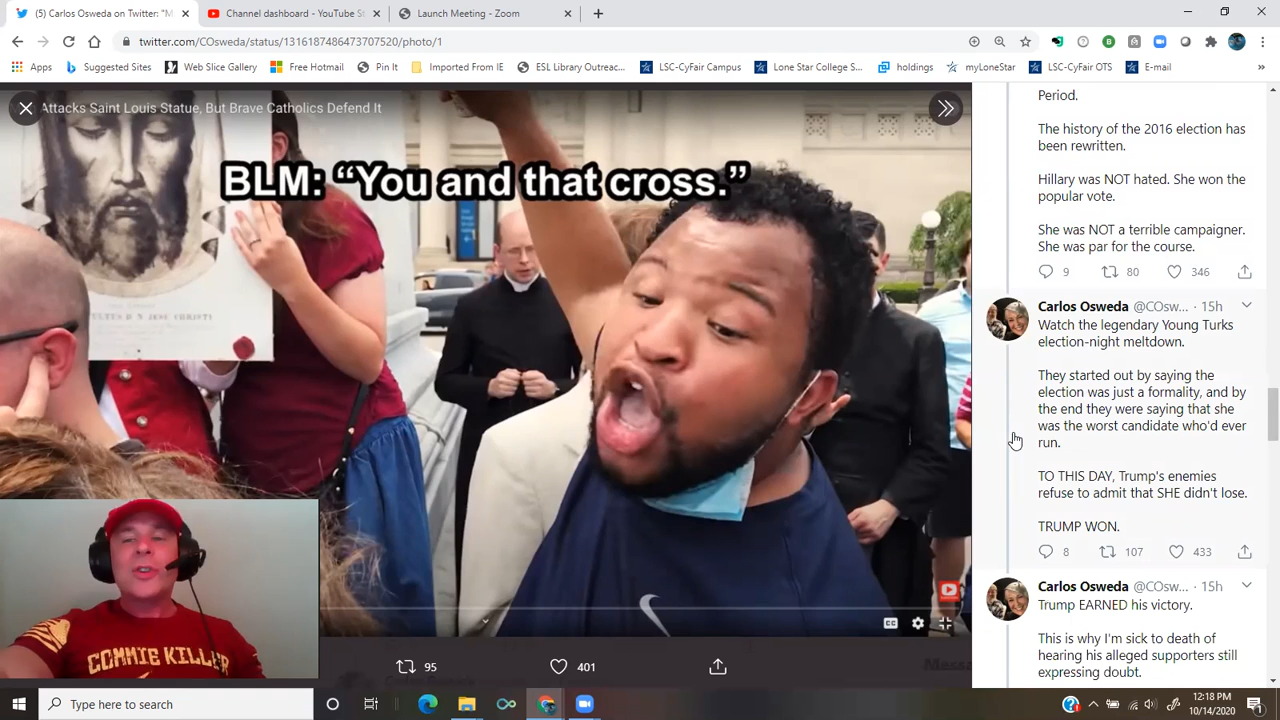 (5) Carlos Osweda on Twitter: "M
Channel dashboard - YouTube St
Launch Meeting - Zoom
twitter.com/COsweda/status/1316187486473707520/photo/1
Apps
Suggested Sites
Web Slice Gallery
Free Hotmail
Pin It
Imported From IE
ESL Library Outreac...
LSC-CyFair Campus
Lone Star College S...
holdings
myLoneStar
LSC-CyFair OTS
E-mail
»
Attacks Saint Louis Statue, But Brave Catholics Defend It
BLM: “You and that cross.”
CC
95
401
COMMIE KILLER
Period.
The history of the 2016 election has
been rewritten.
Hillary was NOT hated. She won the
popular vote.
She was NOT a terrible campaigner.
She was par for the course.
9 80 346
Carlos Osweda @COsw... · 15h
Watch the legendary Young Turks
election-night meltdown.
They started out by saying the
election was just a formality, and by
the end they were saying that she
was the worst candidate who'd ever
run.
TO THIS DAY, Trump's enemies
refuse to admit that SHE didn't lose.
TRUMP WON.
8 107 433
Carlos Osweda @COsw... · 15h
Trump EARNED his victory.
This is why I'm sick to death of
hearing his alleged supporters still
expressing doubt.
Type here to search
12:18 PM
10/14/2020